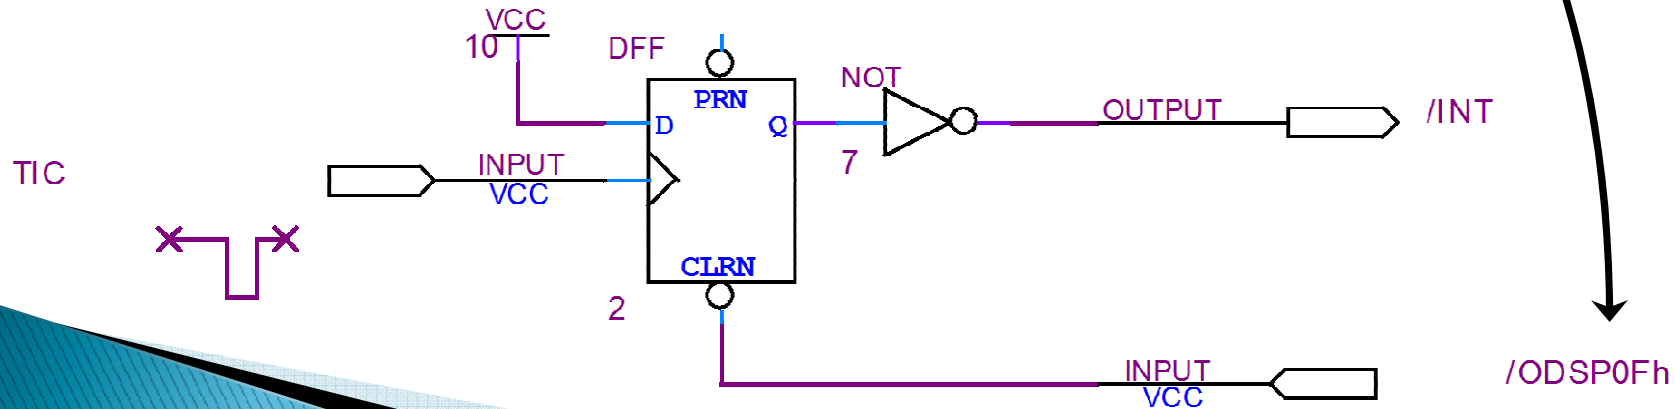 VCC
10
DFF
PRN
NOT
D
Q
OUTPUT
/INT
7
TIC
INPUT
VCC
CLRN
2
INPUT
VCC
/ODSP0Fh